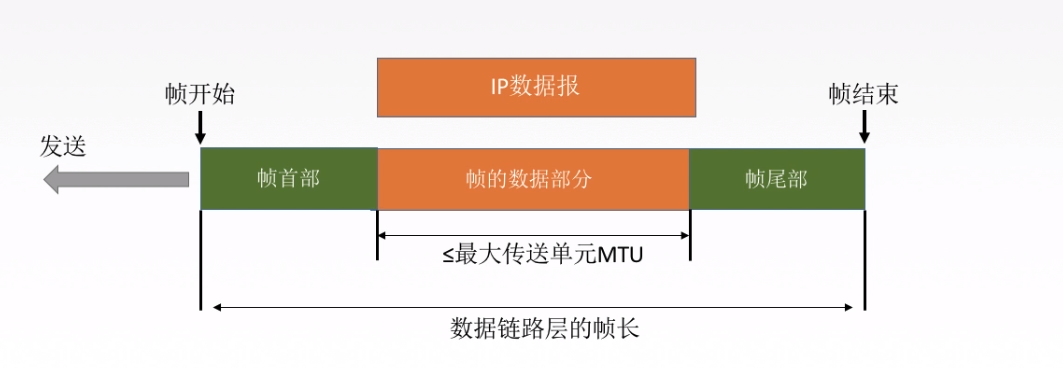 IP数据报
帧开始
帧结束
发送
帧首部
帧的数据部分
帧尾部
≤最大传送单元MTU
数据链路层的帧长